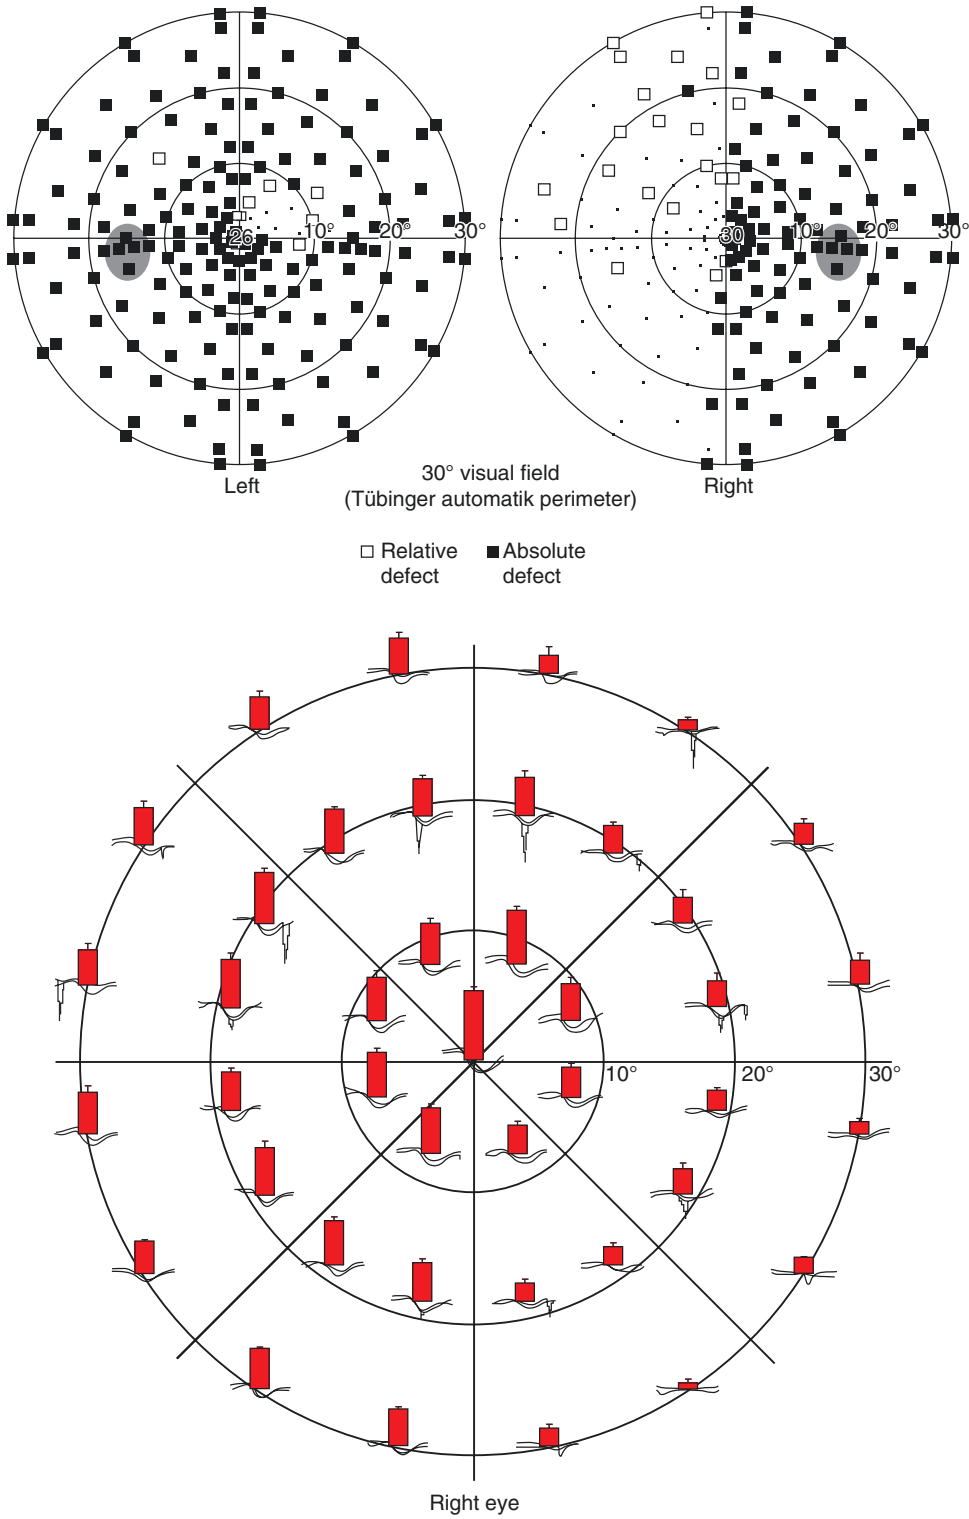 26 10° 20° 30°
30 10° 20° 30°
Left
30° visual field
(Tübinger automatik perimeter)
Right
Relative
defect
Absolute
defect
10° 20° 30°
Right eye